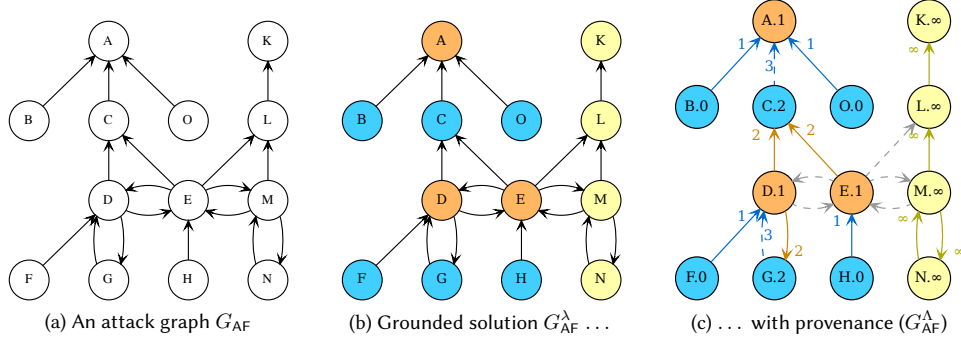 A
K
B
C
O
L
D
E
M
F
G
H
N
(a) An attack graph G_AF
A
K
B
C
O
L
D
E
M
F
G
H
N
(b) Grounded solution G^λ_AF ...
A.1
K.∞
1
3
1
∞
B.0
C.2
O.0
L.∞
2
2
∞
D.1
E.1
M.∞
1
3
2
1
∞
∞
F.0
G.2
H.0
N.∞
(c) ... with provenance (G^Λ_AF)